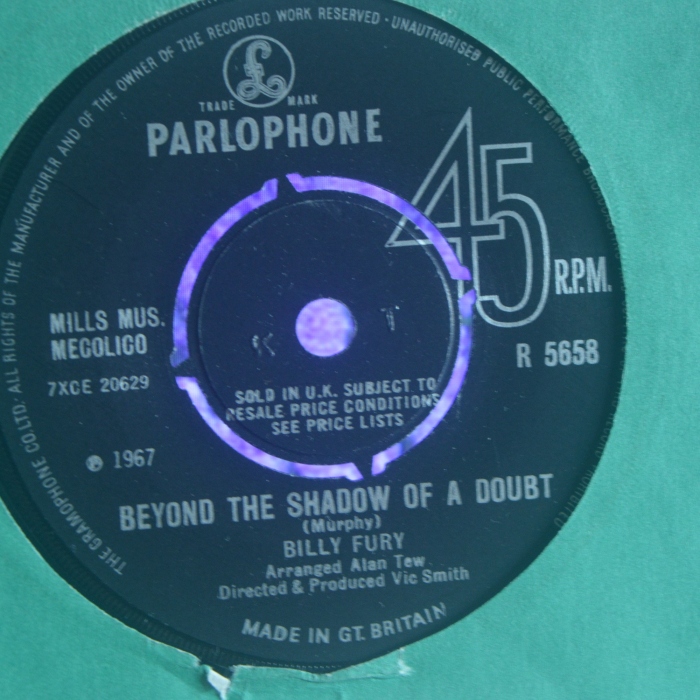 THE GRAMOPHONE CO. LTD. ALL RIGHTS OF THE MANUFACTURER AND OF THE OWNER OF THE RECORDED WORK RESERVED · UNAUTHORISED PUBLIC PERFORMANCE
£
TRADE MARK
PARLOPHONE
45
R.P.M.
MILLS MUS.
MECOLICO
7XCE 20629
R 5658
K T
SOLD IN U.K. SUBJECT TO
RESALE PRICE CONDITIONS
SEE PRICE LISTS
℗ 1967
BEYOND THE SHADOW OF A DOUBT
(Murphy)
BILLY FURY
Arranged Alan Tew
Directed & Produced Vic Smith
MADE IN GT. BRITAIN